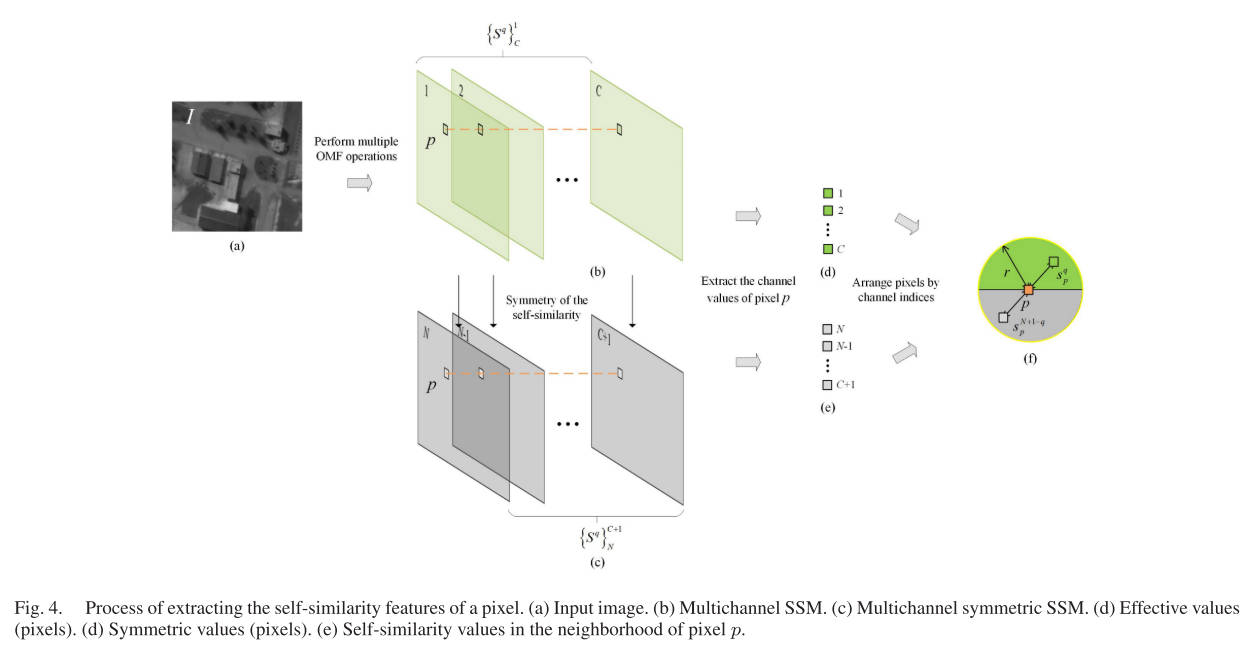 {S^q}_C^1
1
2
C
I
p
Perform multiple
OMF operations
(a)
(b)
Symmetry of the
self-similarity
N
N-1
C+1
p
{S^q}_N^{C+1}
(c)
Extract the channel
values of pixel p
1
2
C
(d)
N
N-1
C+1
(e)
Arrange pixels by
channel indices
r
s_p^q
p
s_p^{N+1-q}
(f)
Fig. 4. Process of extracting the self-similarity features of a pixel. (a) Input image. (b) Multichannel SSM. (c) Multichannel symmetric SSM. (d) Effective values
(pixels). (d) Symmetric values (pixels). (e) Self-similarity values in the neighborhood of pixel p.